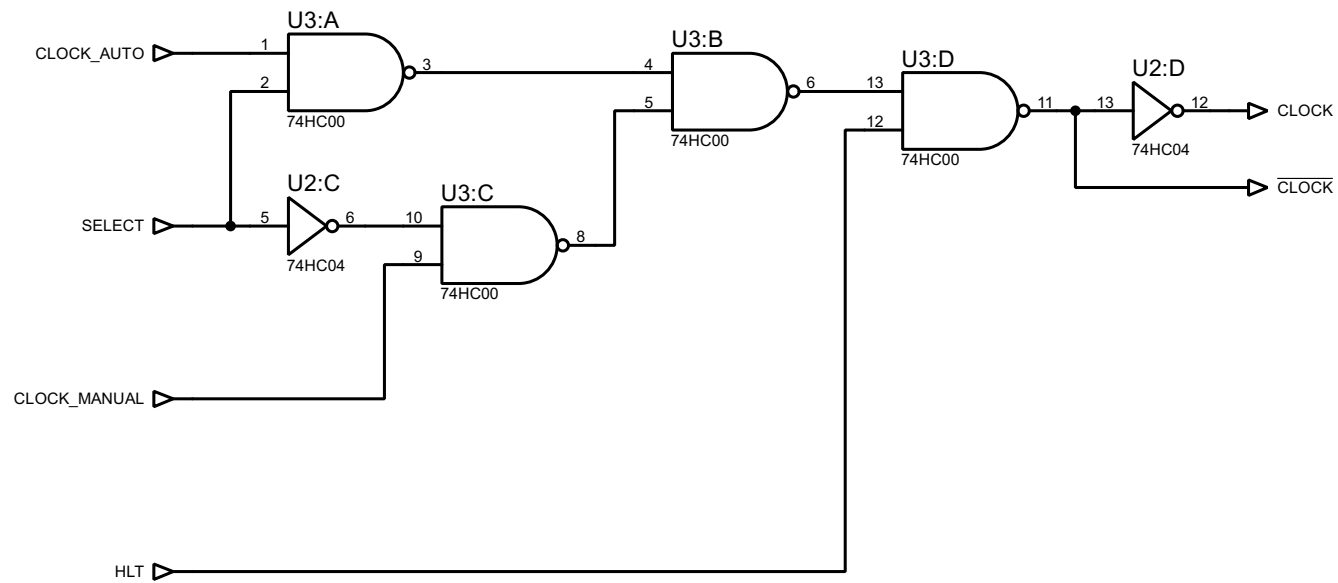 U3:A
CLOCK_AUTO
1
2
3
74HC00
U3:B
4
5
6
74HC00
U3:D
13
12
11
74HC00
U2:D
13
12
74HC04
CLOCK
CLOCK
SELECT
U2:C
5
6
74HC04
U3:C
10
9
8
74HC00
CLOCK_MANUAL
HLT